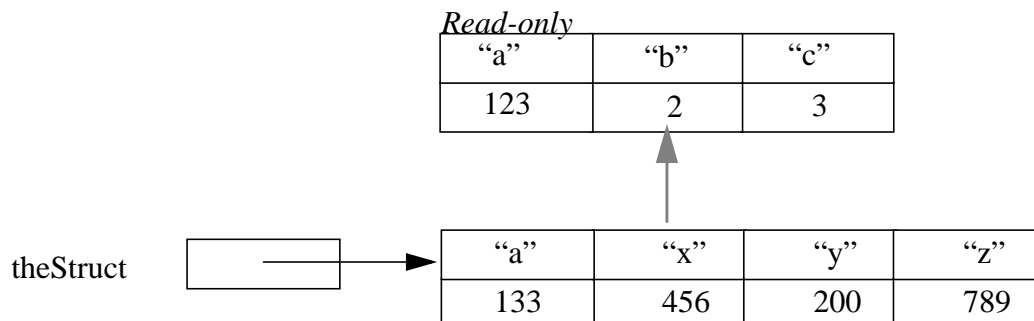 Read-only
“a” “b” “c”
123 2 3
“a” “x” “y” “z”
theStruct
133 456 200 789